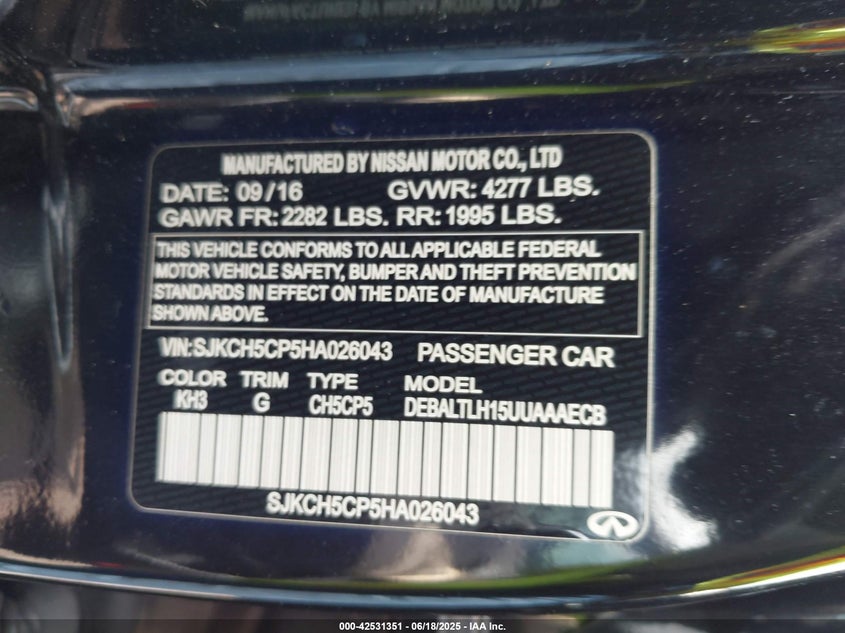 MANUFACTURED BY NISSAN MOTOR CO., LTD
DATE: 09/16 GVWR: 4277 LBS.
GAWR FR: 2282 LBS. RR: 1995 LBS.
THIS VEHICLE CONFORMS TO ALL APPLICABLE FEDERAL
MOTOR VEHICLE SAFETY, BUMPER AND THEFT PREVENTION
STANDARDS IN EFFECT ON THE DATE OF MANUFACTURE
SHOWN ABOVE.
VIN: SJKCH5CP5HA026043 PASSENGER CAR
COLOR TRIM TYPE MODEL
KH3 G CH5CP5 DEBALTLH15UUAAAECB
SJKCH5CP5HA026043
000-42531351 - 06/18/2025 - IAA Inc.